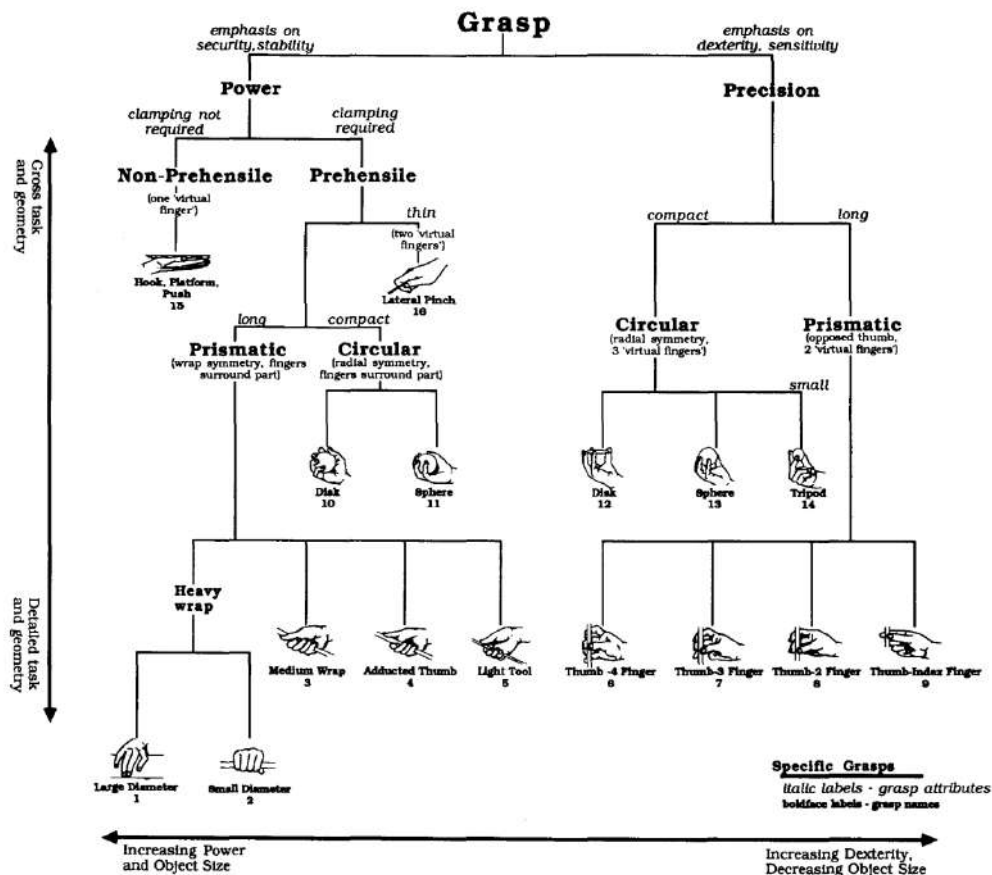 Grasp
emphasis on
security,stability
emphasis on
dexterity, sensitivity
Power
Precision
clamping not
required
clamping
required
Non-Prehensile
(one 'virtual
finger')
Prehensile
thin
(two 'virtual
fingers')
compact
long
Hook, Platform,
Push
15
Lateral Pinch
16
long
compact
Prismatic
(wrap symmetry, fingers
surround part)
Circular
(radial symmetry,
fingers surround part)
Circular
(radial symmetry,
3 'virtual fingers')
Prismatic
(opposed thumb,
2 'virtual fingers')
small
Disk
10
Sphere
11
Disk
12
Sphere
13
Tripod
14
Heavy
wrap
Medium Wrap
3
Adducted Thumb
4
Light Tool
5
Thumb -4 Finger
6
Thumb-3 Finger
7
Thumb-2 Finger
8
Thumb-Index Finger
9
Large Diameter
1
Small Diameter
2
Gross task
and geometry
Detailed task
and geometry
Specific Grasps
italic labels - grasp attributes
boldface labels - grasp names
Increasing Power
and Object Size
Increasing Dexterity,
Decreasing Object Size